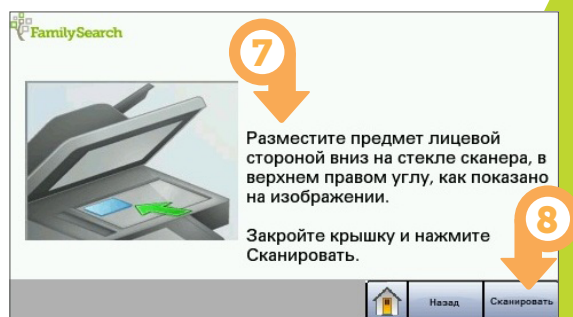 FamilySearch
7
Разместите предмет лицевой
стороной вниз на стекле сканера, в
верхнем правом углу, как показано
на изображении.
Закройте крышку и нажмите
Сканировать.
8
Назад
Сканировать